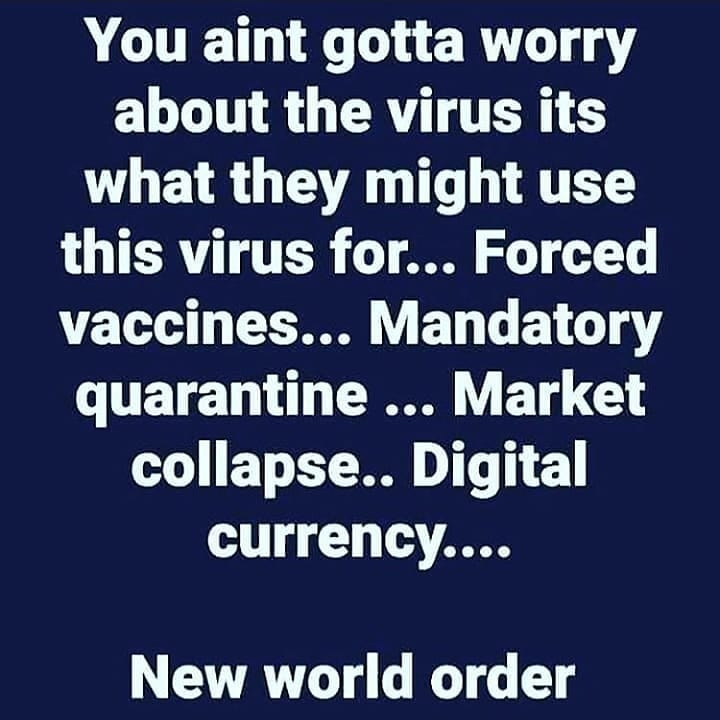 You aint gotta worry
about the virus its
what they might use
this virus for... Forced
vaccines... Mandatory
quarantine ... Market
collapse.. Digital
currency....
New world order